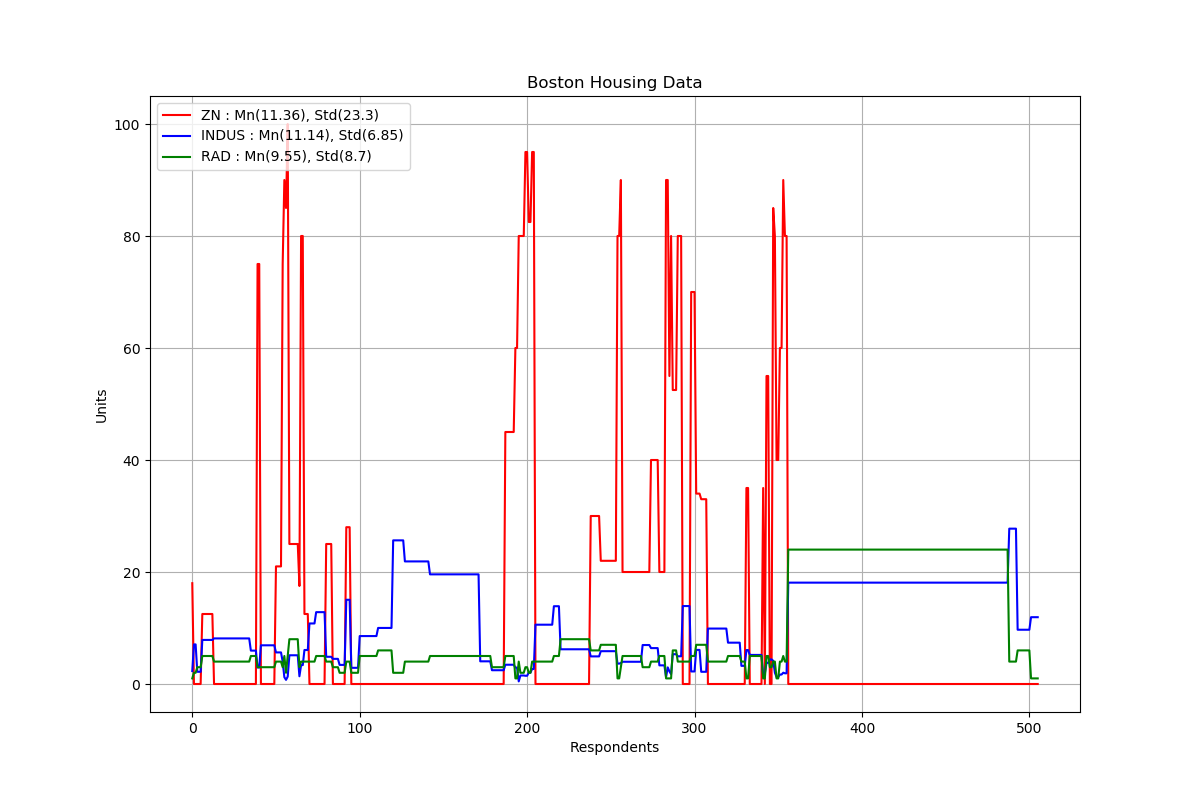 Boston Housing Data
ZN : Mn(11.36), Std(23.3)
INDUS : Mn(11.14), Std(6.85)
RAD : Mn(9.55), Std(8.7)
100
80
60
40
20
0
Units
0 100 200 300 400 500
Respondents